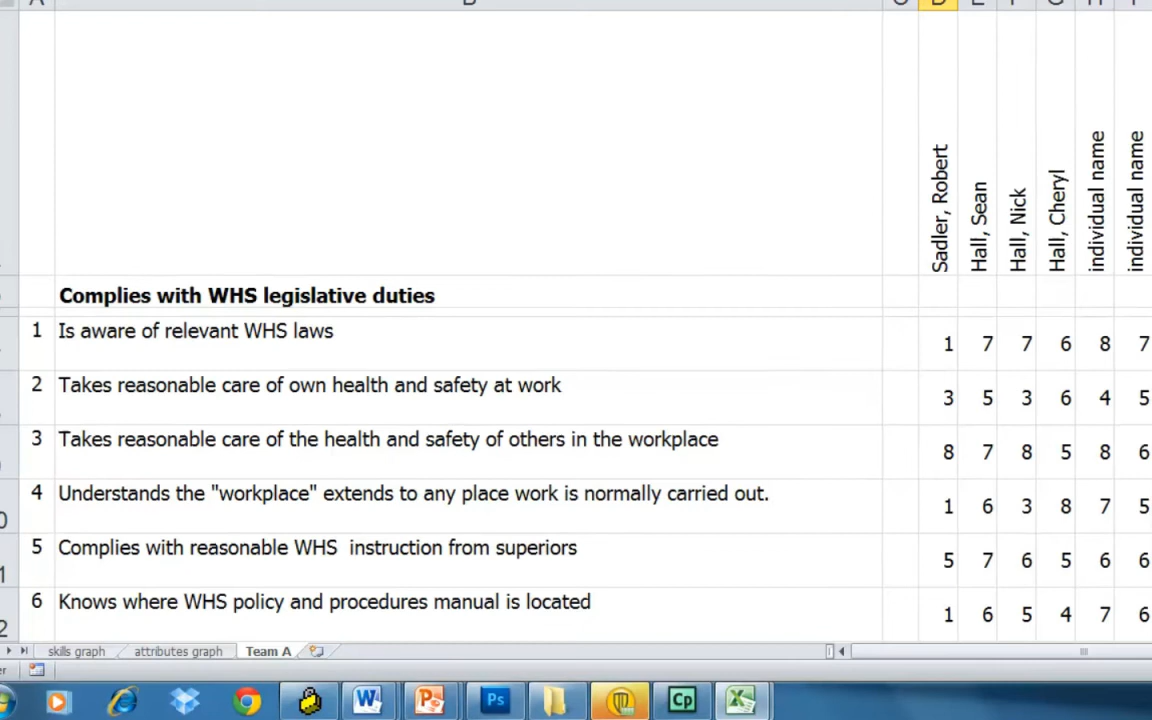 Sadler, Robert
Hall, Sean
Hall, Nick
Hall, Cheryl
individual name
individual name
Complies with WHS legislative duties
1 Is aware of relevant WHS laws 1 7 7 6 8 7
2 Takes reasonable care of own health and safety at work 3 5 3 6 4 5
3 Takes reasonable care of the health and safety of others in the workplace 8 7 8 5 8 6
4 Understands the "workplace" extends to any place work is normally carried out. 1 6 3 8 7 5
5 Complies with reasonable WHS instruction from superiors 5 7 6 5 6 6
6 Knows where WHS policy and procedures manual is located 1 6 5 4 7 6
skills graph attributes graph Team A
W P Ps Cp X